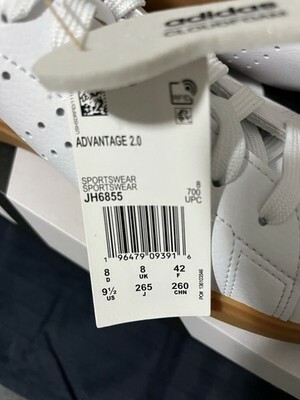 adidas
CLOUDFOAM
RFID
ADVANTAGE 2.0
SPORTSWEAR
SPORTSWEAR
JH6855
8
700
UPC
1 96479 09391 6
8 8 42
D UK F
9½ 265 260
US J CHN